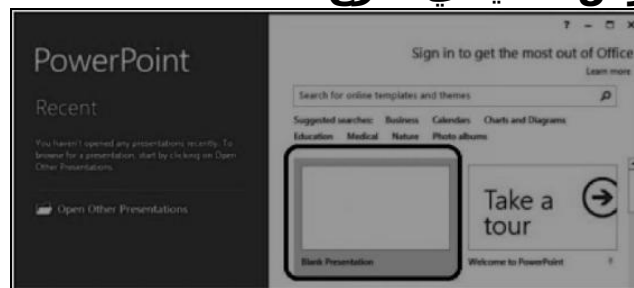 PowerPoint
Recent
You haven't opened any presentations recently. To
browse for a presentation, start by clicking on Open
Other Presentations.
Open Other Presentations
?
Sign in to get the most out of Office
Learn more
Search for online templates and themes
Suggested searches: Business Calendars Charts and Diagrams
Education Medical Nature Photo albums
Blank Presentation
Take a
tour
Welcome to PowerPoint